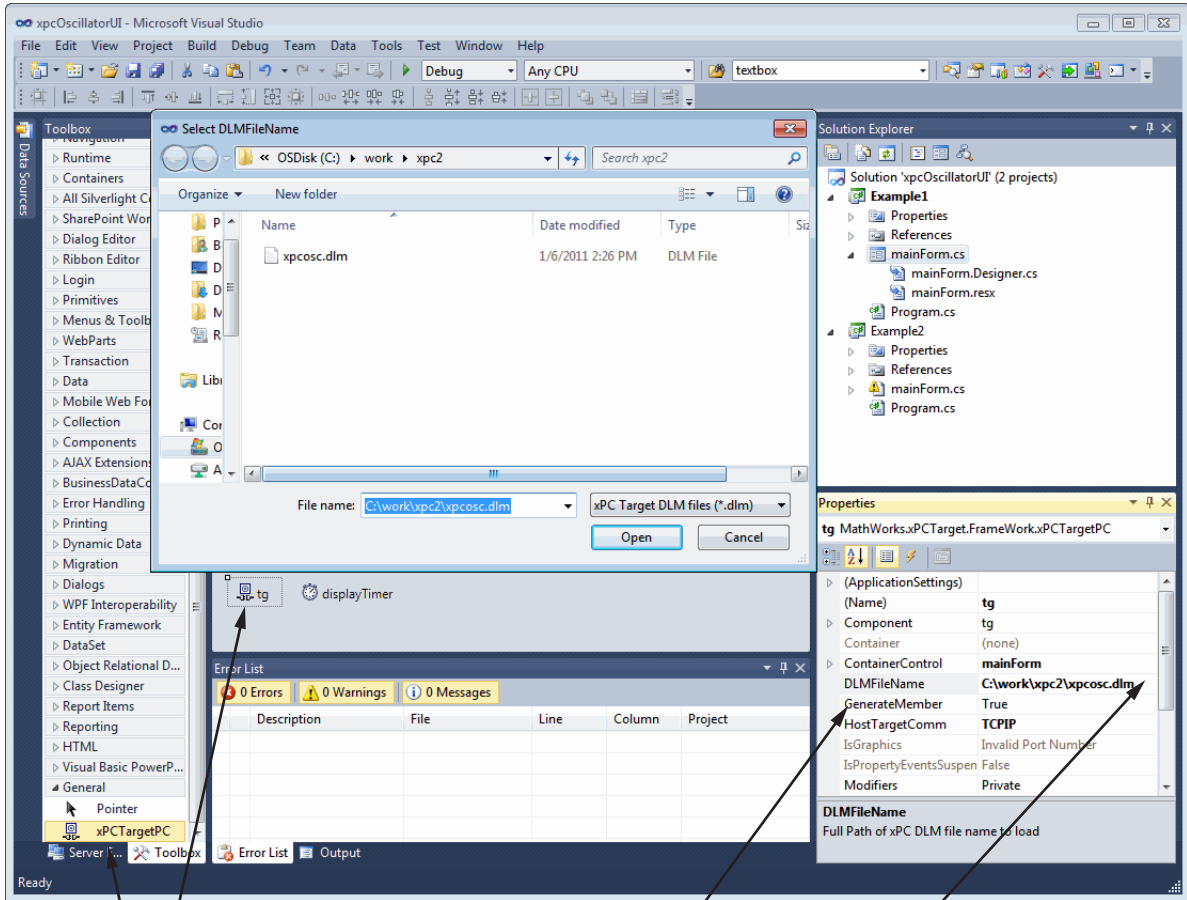 xpcOscillatorUI - Microsoft Visual Studio
File Edit View Project Build Debug Team Data Tools Test Window Help
Debug Any CPU textbox
Data Sources
Toolbox
Navigation
Runtime
Containers
All Silverlight C
SharePoint Wor
Dialog Editor
Ribbon Editor
Login
Primitives
Menus & Toolb
WebParts
Transaction
Data
Mobile Web For
Collection
Components
AJAX Extensions
BusinessDataCo
Error Handling
Printing
Dynamic Data
Migration
Dialogs
WPF Interoperability
Entity Framework
DataSet
Object Relational D...
Class Designer
Report Items
Reporting
HTML
Visual Basic PowerP...
General
Pointer
xPCTargetPC
Server E... Toolbox
Select DLMFileName
« OSDisk (C:) work xpc2 Search xpc2
Organize New folder
P
B
D
D
M
R
Libr
Cor
O
A
Name Date modified Type Siz
xpcosc.dlm 1/6/2011 2:26 PM DLM File
File name: C:\work\xpc2\xpcosc.dlm xPC Target DLM files (*.dlm)
Open Cancel
tg displayTimer
Error List
0 Errors 0 Warnings 0 Messages
Description File Line Column Project
Error List Output
Solution Explorer
Solution 'xpcOscillatorUI' (2 projects)
Example1
Properties
References
mainForm.cs
mainForm.Designer.cs
mainForm.resx
Program.cs
Example2
Properties
References
mainForm.cs
Program.cs
Properties
tg MathWorks.xPCTarget.FrameWork.xPCTargetPC
(ApplicationSettings)
(Name) tg
Component tg
Container (none)
ContainerControl mainForm
DLMFileName C:\work\xpc2\xpcosc.dlm
GenerateMember True
HostTargetComm TCPIP
IsGraphics Invalid Port Number
IsPropertyEventsSuspen False
Modifiers Private
DLMFileName
Full Path of xPC DLM file name to load
Ready